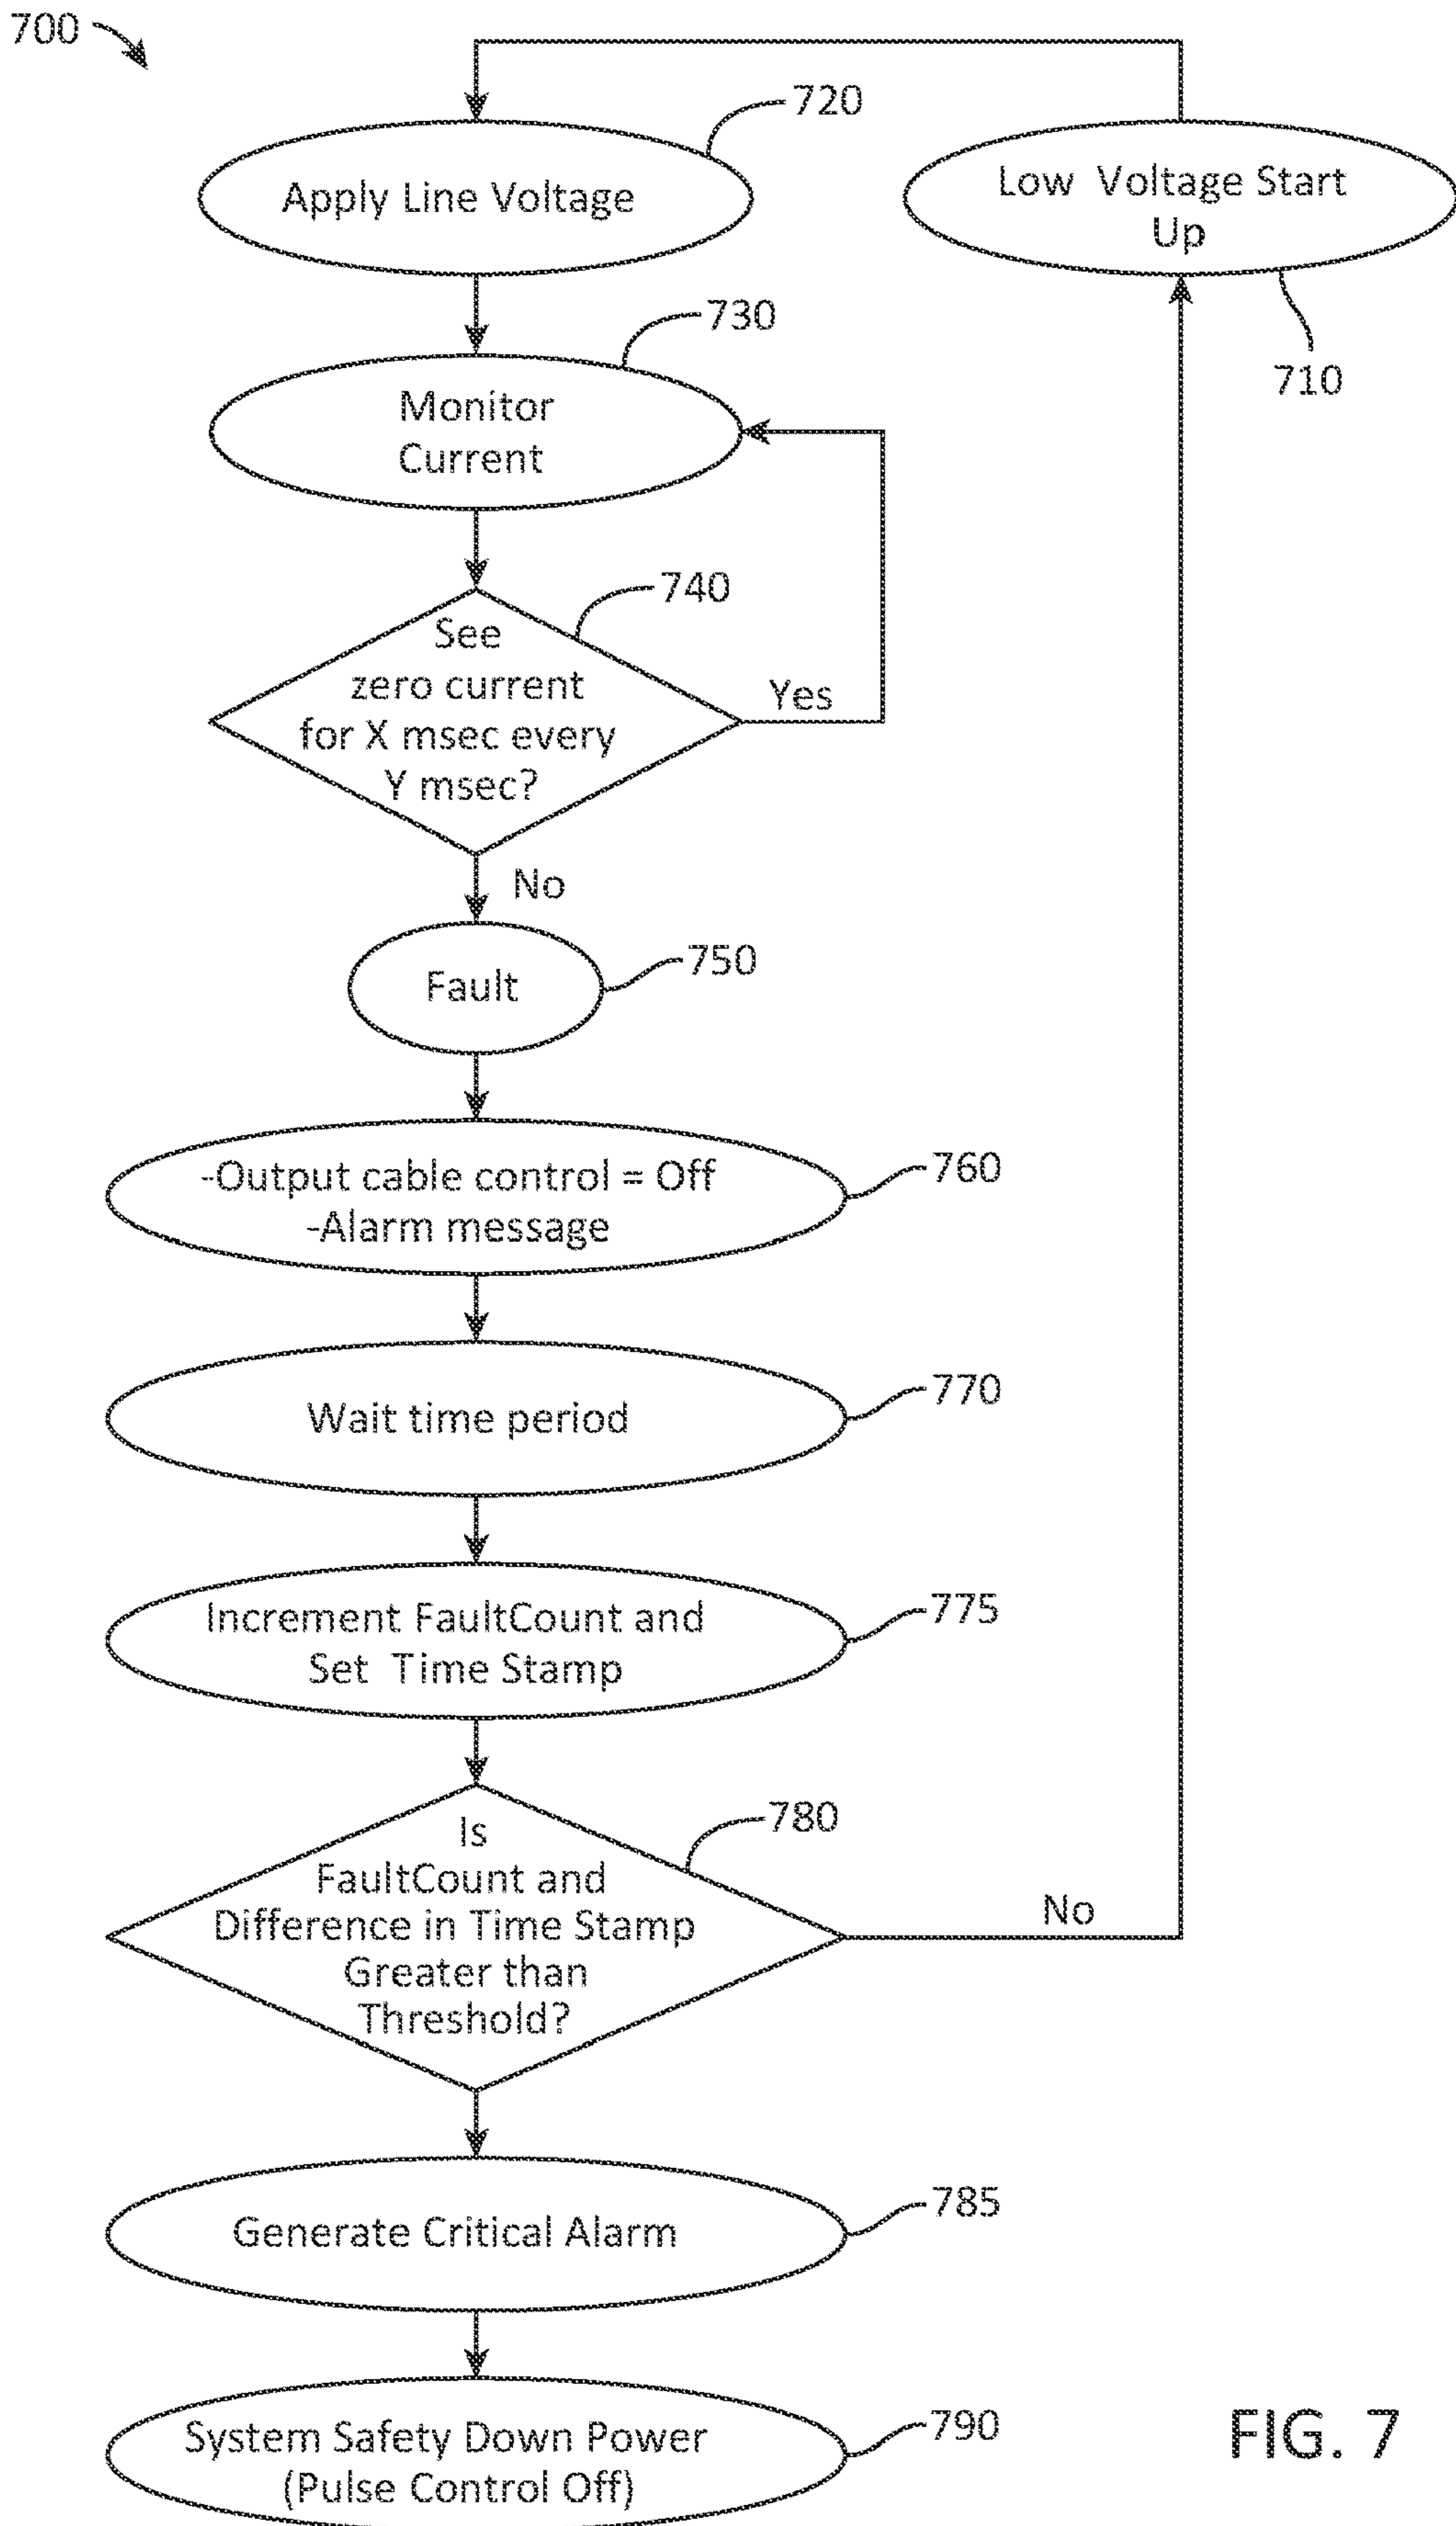 700
720
Apply Line Voltage
Low Voltage Start
Up
710
730
Monitor
Current
740
See
zero current
for X msec every
Y msec?
Yes
No
750
Fault
760
-Output cable control = Off
-Alarm message
770
Wait time period
775
Increment FaultCount and
Set Time Stamp
780
Is
FaultCount and
Difference in Time Stamp
Greater than
Threshold?
No
785
Generate Critical Alarm
790
System Safety Down Power
(Pulse Control Off)
FIG. 7